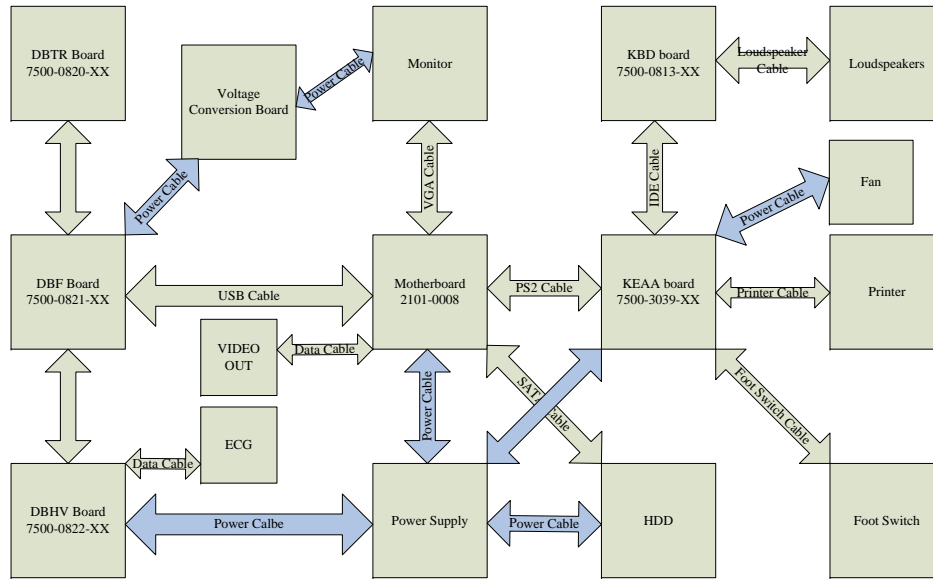 DBTR Board
7500-0820-XX
Voltage
Conversion Board
Power Cable
Monitor
KBD board
7500-0813-XX
Loudspeaker
Cable
Loudspeakers
Power Cable
VGA Cable
IDE Cable
Power Cable
Fan
DBF Board
7500-0821-XX
USB Cable
Motherboard
2101-0008
PS2 Cable
KEAA board
7500-3039-XX
Printer Cable
Printer
VIDEO
OUT
Data Cable
Power Cable
SATA Cable
Foot Switch Cable
ECG
Data Cable
DBHV Board
7500-0822-XX
Power Calbe
Power Supply
Power Cable
HDD
Foot Switch